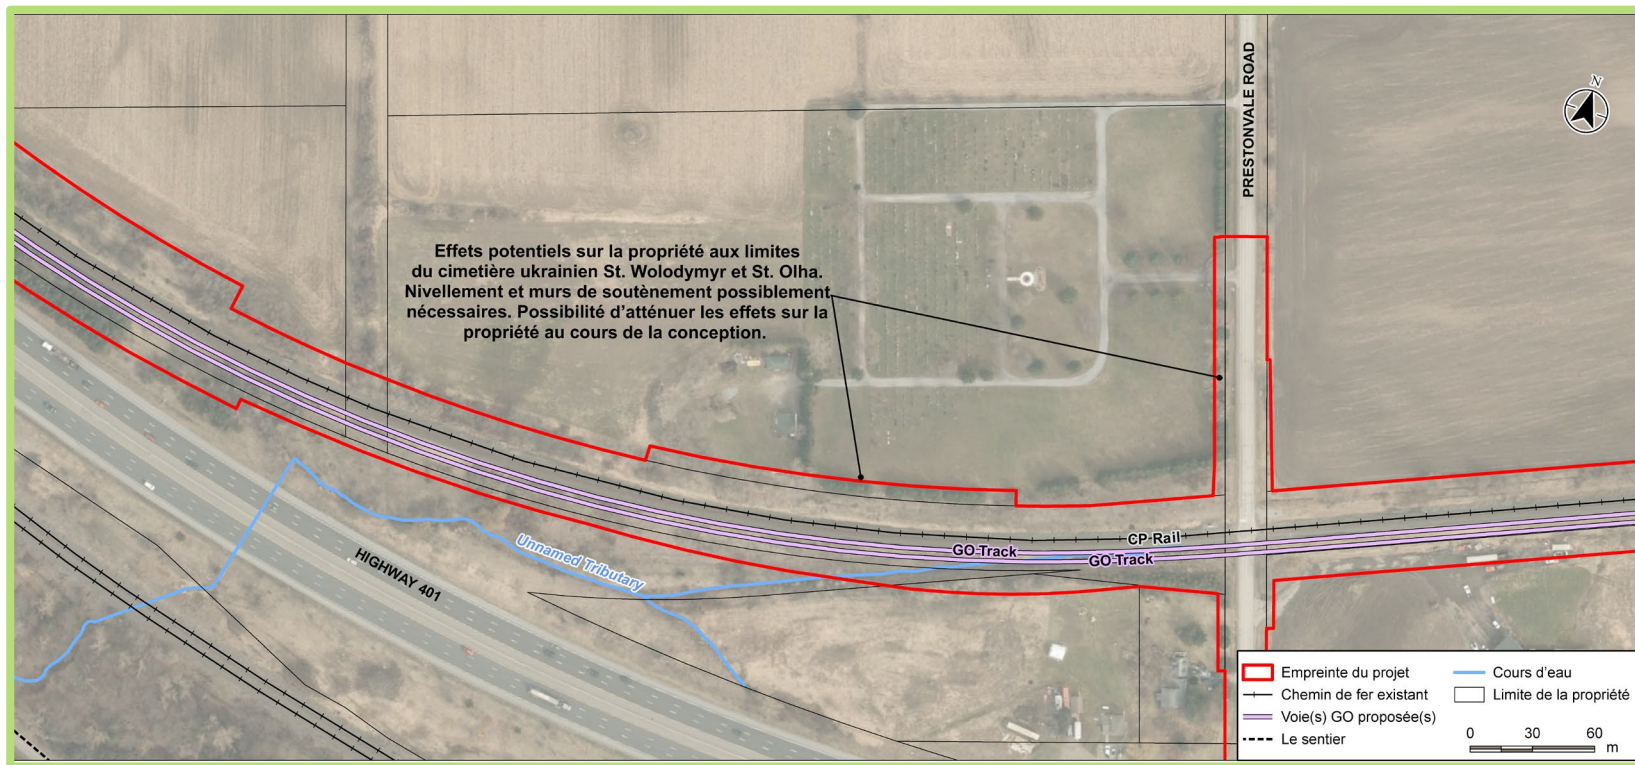 N
PRESTONVALE ROAD
Effets potentiels sur la propriété aux limites
du cimetière ukrainien St. Wolodymyr et St. Olha.
Nivellement et murs de soutènement possiblement
nécessaires. Possibilité d'atténuer les effets sur la
propriété au cours de la conception.
CP Rail
GO Track
GO Track
Unnamed Tributary
HIGHWAY 401
Empreinte du projet
Chemin de fer existant
Voie(s) GO proposée(s)
Le sentier
Cours d'eau
Limite de la propriété
0 30 60
m